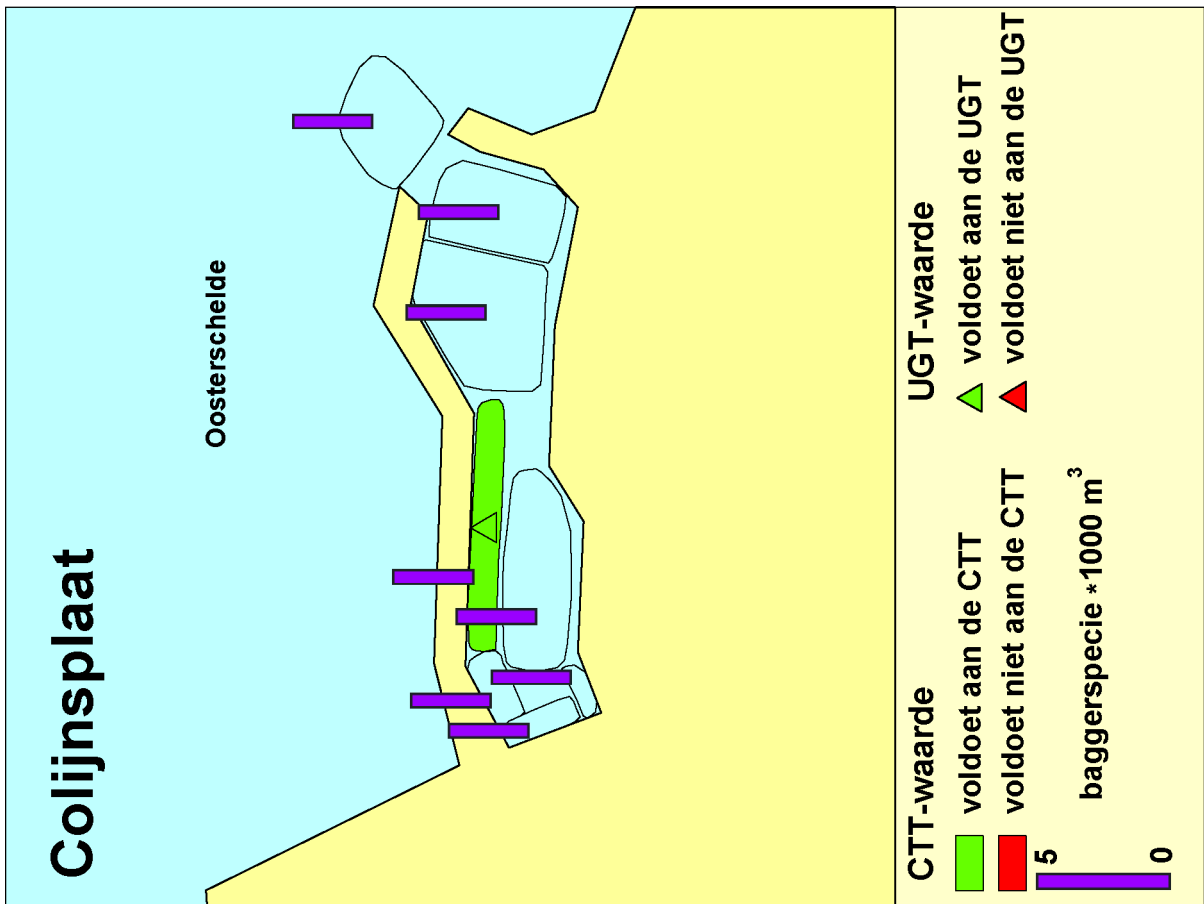 Colijnsplaat
Oosterschelde
CTT-waarde
voldoet aan de CTT
voldoet niet aan de CTT
5
0
baggerspecie *1000 m³
UGT-waarde
voldoet aan de UGT
voldoet niet aan de UGT